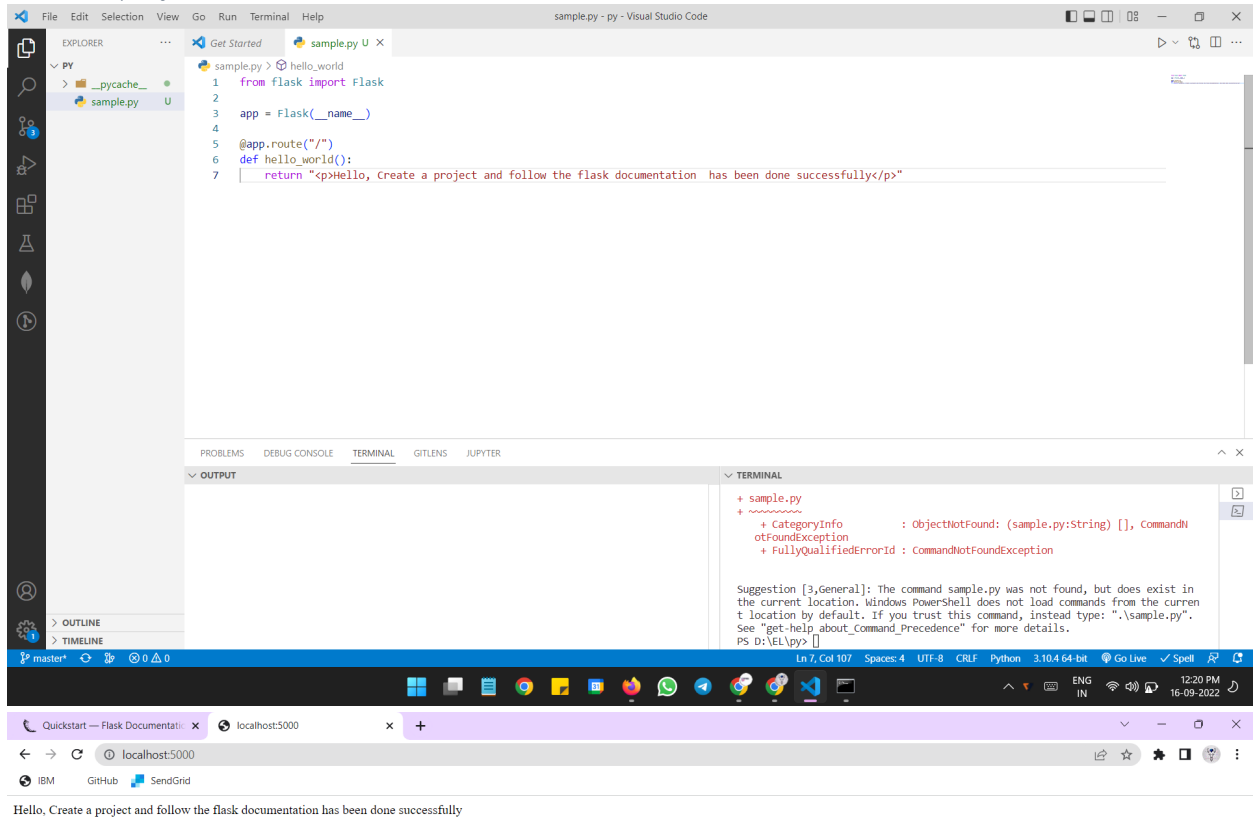 File Edit Selection View Go Run Terminal Help sample.py - py - Visual Studio Code
EXPLORER ··· Get Started sample.py U ×
PY
sample.py > hello_world
> __pycache__
sample.py U
1 from flask import Flask
2
3 app = Flask(__name__)
4
5 @app.route("/")
6 def hello_world():
7 return "<p>Hello, Create a project and follow the flask documentation  has been done successfully</p>"
3
PROBLEMS DEBUG CONSOLE TERMINAL GITLENS JUPYTER
OUTPUT
TERMINAL
+ sample.py
+ ~~~~~~~~~
+ CategoryInfo : ObjectNotFound: (sample.py:String) [], CommandN
otFoundException
+ FullyQualifiedErrorId : CommandNotFoundException
Suggestion [3,General]: The command sample.py was not found, but does exist in
the current location. Windows PowerShell does not load commands from the curren
t location by default. If you trust this command, instead type: ".\sample.py".
See "get-help about_Command_Precedence" for more details.
PS D:\EL\py>
> OUTLINE
> TIMELINE
1
master* 0 0 Ln 7, Col 107 Spaces: 4 UTF-8 CRLF Python 3.10.4 64-bit Go Live Spell
31
ENG
IN
12:20 PM
16-09-2022
Quickstart — Flask Documentatio × localhost:5000 × +
localhost:5000
IBM GitHub SendGrid
Hello, Create a project and follow the flask documentation has been done successfully